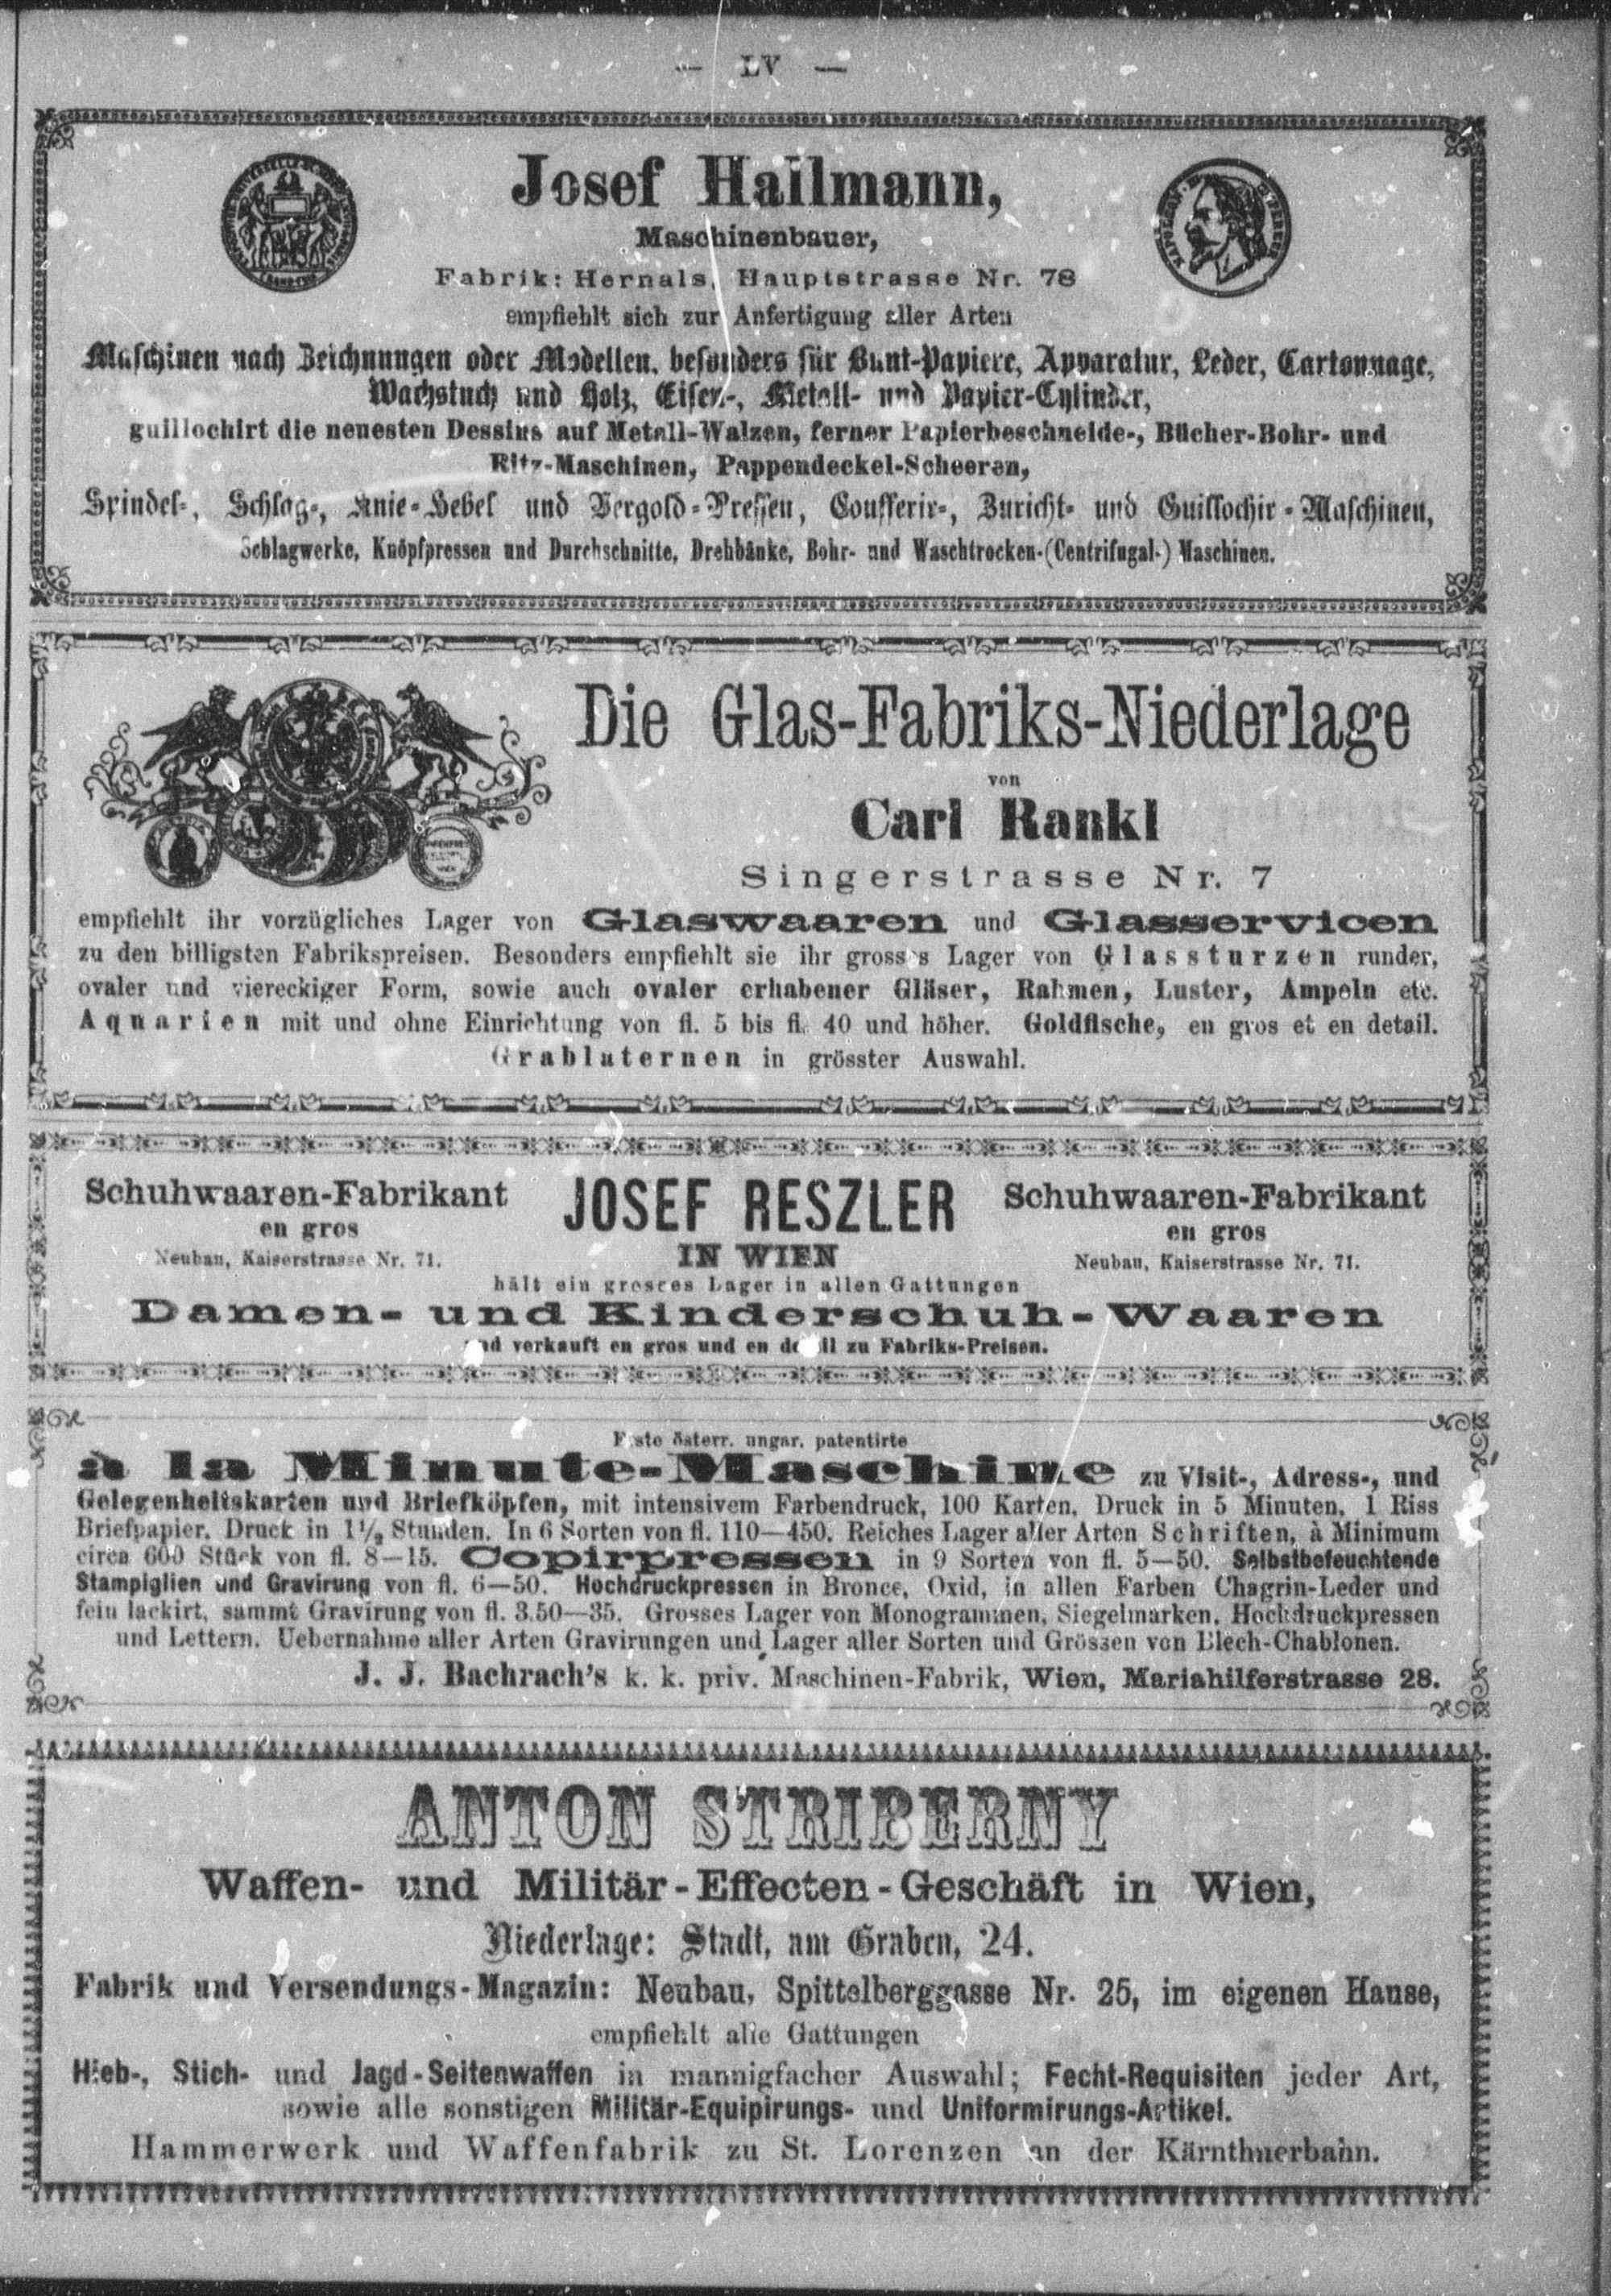 — LV —
Josef Hailmann,
Maschinenbauer,
Fabrik: Hernals, Hauptstrasse Nr. 78
empfiehlt sich zur Anfertigung aller Arten
Maschinen nach Zeichnungen oder Modellen, besonders für Bunt-Papiere, Apparatur, Leder, Cartonnage,
Wachstuch und Holz, Eisen-, Metall- und Papier-Cylinder,
guillochirt die neuesten Dessins auf Metall-Walzen, ferner Papierbeschneide-, Bücher-Bohr- und
Ritz-Maschinen, Pappendeckel-Scheeren,
Spindel-, Schlag-, Knie-Hebel und Vergold-Pressen, Goufferir-, Zuricht- und Guillochir-Maschinen,
Schlagwerke, Knöpfpressen und Durchschnitte, Drehbänke, Bohr- und Waschtrocken-(Centrifugal-) Maschinen.
Die Glas-Fabriks-Niederlage
von
Carl Rankl
Singerstrasse Nr. 7
empfiehlt ihr vorzügliches Lager von Glaswaaren und Glasservicen
zu den billigsten Fabrikspreisen. Besonders empfiehlt sie ihr grosses Lager von Glassturzen runder,
ovaler und viereckiger Form, sowie auch ovaler erhabener Gläser, Rahmen, Luster, Ampeln etc.
Aquarien mit und ohne Einrichtung von fl. 5 bis fl. 40 und höher. Goldfische, en gros et en detail.
Grablaternen in grösster Auswahl.
Schuhwaaren-Fabrikant JOSEF RESZLER Schuhwaaren-Fabrikant
en gros en gros
Neubau, Kaiserstrasse Nr. 71. IN WIEN Neubau, Kaiserstrasse Nr. 71.
hält ein grosses Lager in allen Gattungen
Damen- und Kinderschuh-Waaren
und verkauft en gros und en detail zu Fabriks-Preisen.
Erste österr. ungar. patentirte
à la Minute-Maschine zu Visit-, Adress-, und
Gelegenheitskarten und Briefköpfen, mit intensivem Farbendruck, 100 Karten, Druck in 5 Minuten, 1 Riss
Briefpapier, Druck in 1½ Stunden. In 6 Sorten von fl. 110—450. Reiches Lager aller Arten Schriften, à Minimum
circa 600 Stück von fl. 8—15. Copirpressen in 9 Sorten von fl. 5—50. Selbstbefeuchtende
Stampiglien und Gravirung von fl. 6—50. Hochdruckpressen in Bronce, Oxid, in allen Farben Chagrin-Leder und
fein lackirt, sammt Gravirung von fl. 3.50—35. Grosses Lager von Monogrammen, Siegelmarken, Hochdruckpressen
und Lettern. Uebernahme aller Arten Gravirungen und Lager aller Sorten und Grössen von Blech-Chablonen.
J. J. Bachrach's k. k. priv. Maschinen-Fabrik, Wien, Mariahilferstrasse 28.
ANTON STRIBERNY
Waffen- und Militär-Effecten-Geschäft in Wien,
Niederlage: Stadt, am Graben, 24.
Fabrik und Versendungs-Magazin: Neubau, Spittelberggasse Nr. 25, im eigenen Hause,
empfiehlt alle Gattungen
Hieb-, Stich- und Jagd-Seitenwaffen in mannigfacher Auswahl; Fecht-Requisiten jeder Art,
sowie alle sonstigen Militär-Equipirungs- und Uniformirungs-Artikel.
Hammerwerk und Waffenfabrik zu St. Lorenzen an der Kärnthnerbahn.